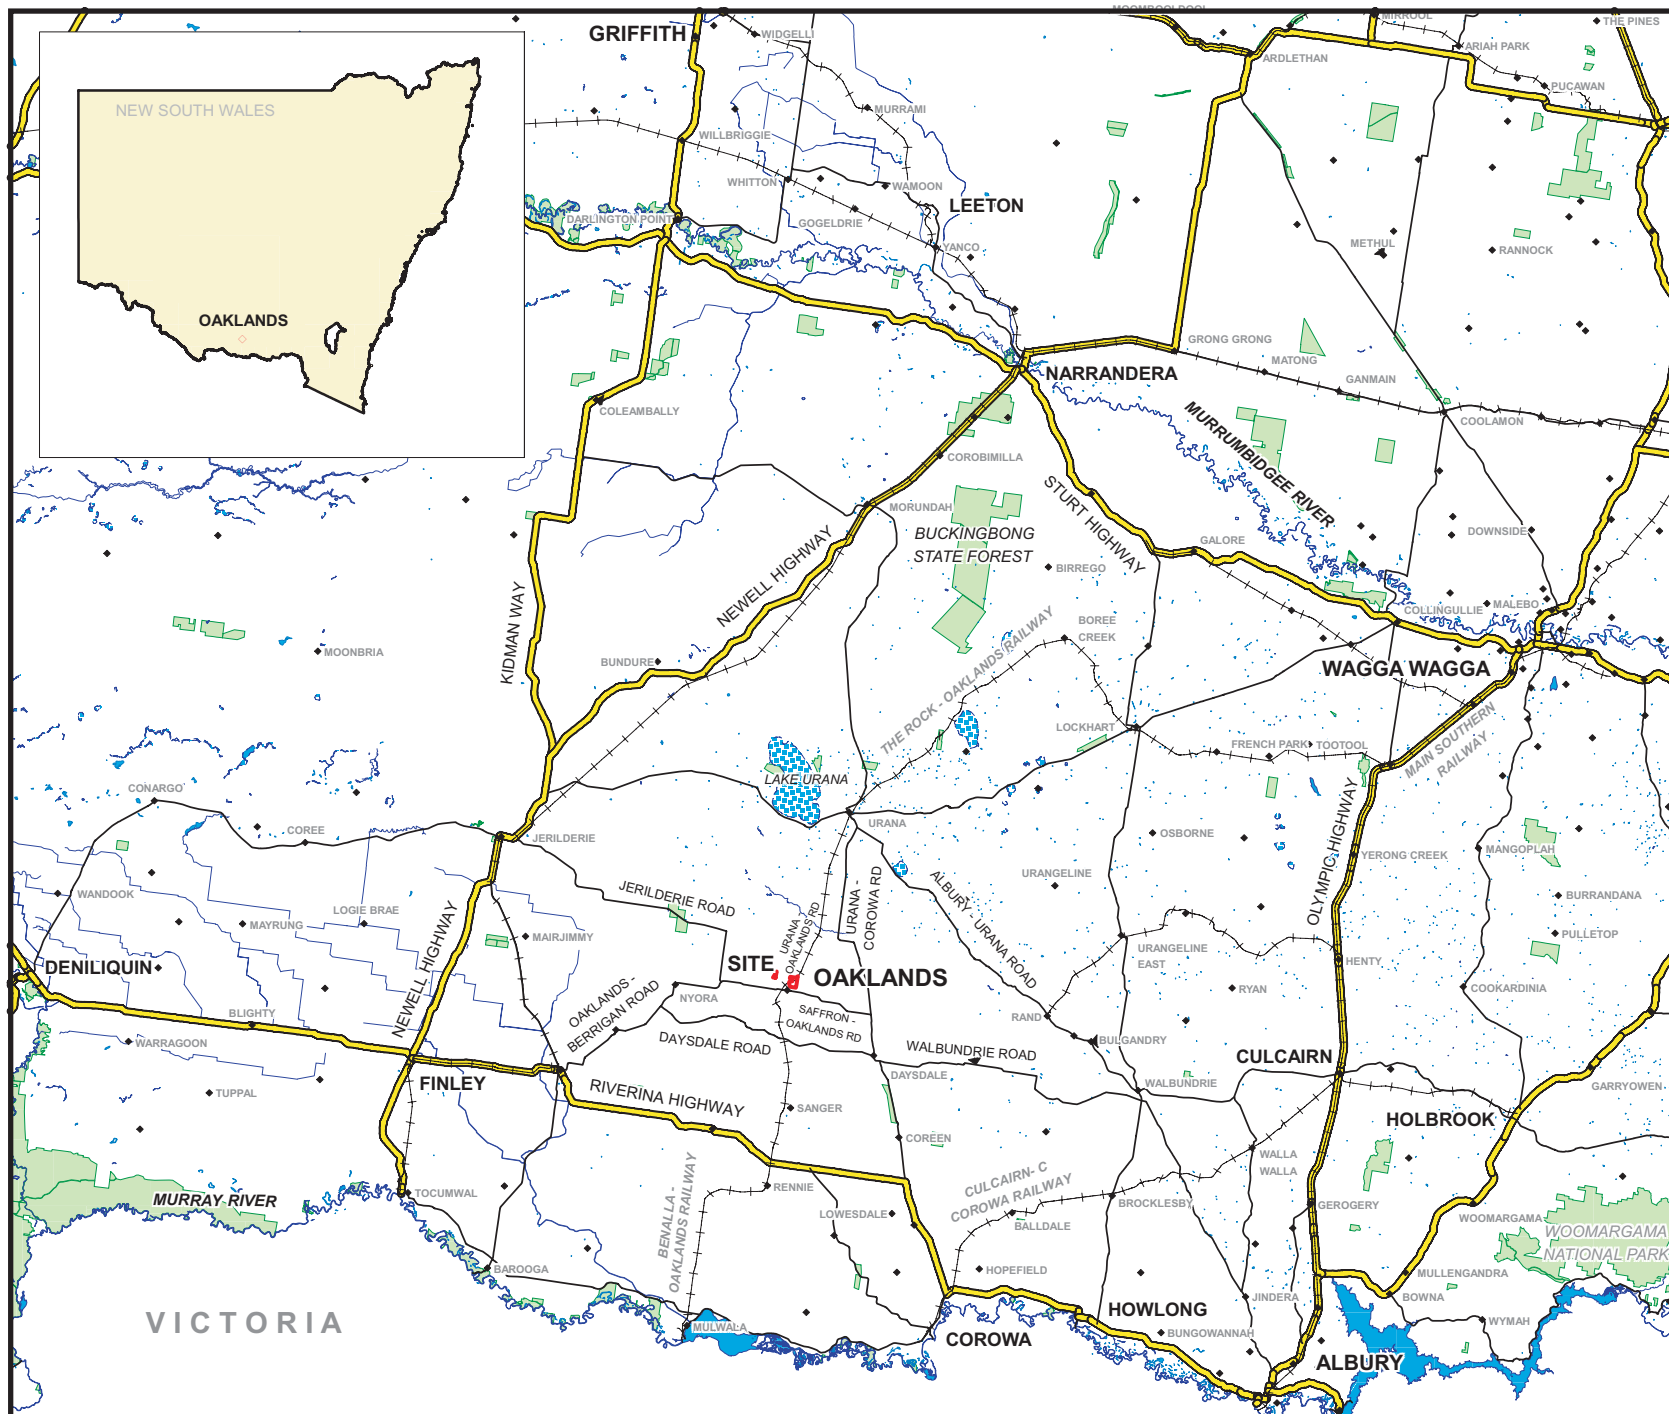 MOOMBOOLDOOL
MIRROOL
THE PINES
GRIFFITH
WIDGELLI
ARIAH PARK
ARDLETHAN
PUCAWAN
NEW SOUTH WALES
MURRAMI
WILLBRIGGIE
WHITTON
WAMOON
LEETON
DARLINGTON POINT
GOGELDRIE
YANCO
METHUL
RANNOCK
OAKLANDS
GRONG GRONG
MATONG
NARRANDERA
GANMAIN
COLEAMBALLY
COOLAMON
MURRUMBIDGEE RIVER
COROBIMILLA
STURT HIGHWAY
MORUNDAH
BUCKINGBONG
STATE FOREST
DOWNSIDE
GALORE
NEWELL HIGHWAY
BIRREGO
KIDMAN WAY
COLLINGULLIE
MALEBO
BOREE
CREEK
THE ROCK - OAKLANDS RAILWAY
MOONBRIA
BUNDURE
WAGGA WAGGA
LOCKHART
FRENCH PARK
TOOTOOL
MAIN SOUTHERN
RAILWAY
LAKE URANA
CONARGO
OLYMPIC HIGHWAY
COREE
JERILDERIE
URANA
OSBORNE
YERONG CREEK
MANGOPLAH
WANDOOK
JERILDERIE ROAD
URANA -
COROWA RD
ALBURY - URANA ROAD
URANGELINE
BURRANDANA
LOGIE BRAE
MAYRUNG
NEWELL HIGHWAY
MAIRJIMMY
URANA
OAKLANDS RD
URANGELINE
EAST
PULLETOP
DENILIQUIN
SITE
OAKLANDS
HENTY
OAKLANDS -
BERRIGAN ROAD
NYORA
RYAN
COOKARDINIA
BLIGHTY
SAFFRON -
OAKLANDS RD
RAND
WARRAGOON
DAYSDALE ROAD
WALBUNDRIE ROAD
BULGANDRY
CULCAIRN
FINLEY
DAYSDALE
WALBUNDRIE
TUPPAL
RIVERINA HIGHWAY
SANGER
GARRYOWEN
HOLBROOK
COREEN
WALLA
WALLA
MURRAY RIVER
TOCUMWAL
BENALLA -
OAKLANDS RAILWAY
RENNIE
CULCAIRN- C
COROWA RAILWAY
BROCKLESBY
GEROGERY
LOWESDALE
BALLDALE
WOOMARGAMA
WOOMARGAMA
NATIONAL PARK
BAROOGA
HOPEFIELD
MULLENGANDRA
JINDERA
BOWNA
VICTORIA
MULWALA
COROWA
HOWLONG
BUNGOWANNAH
WYMAH
ALBURY